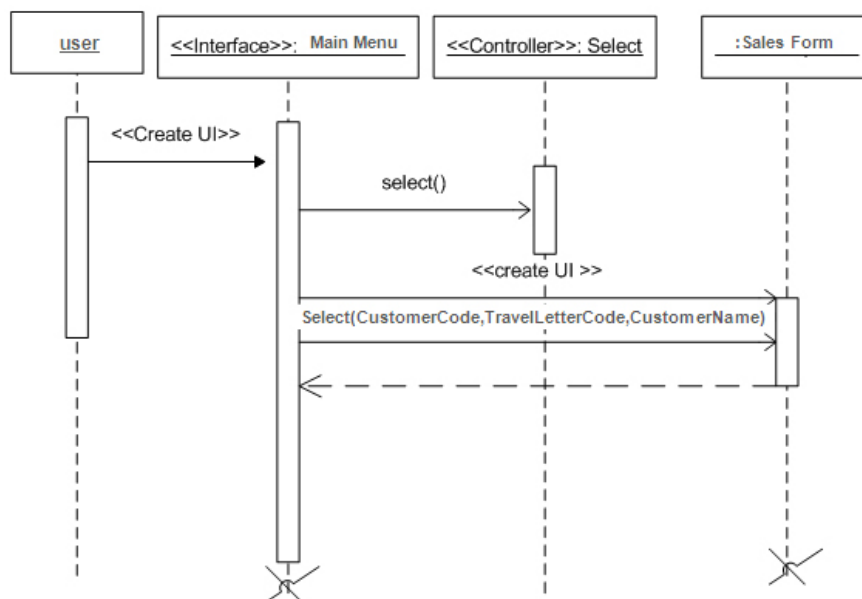 user
<<Interface>>: Main Menu
<<Controller>>: Select
:Sales Form
<<Create UI>>
select()
<<create UI >>
Select(CustomerCode,TravelLetterCode,CustomerName)